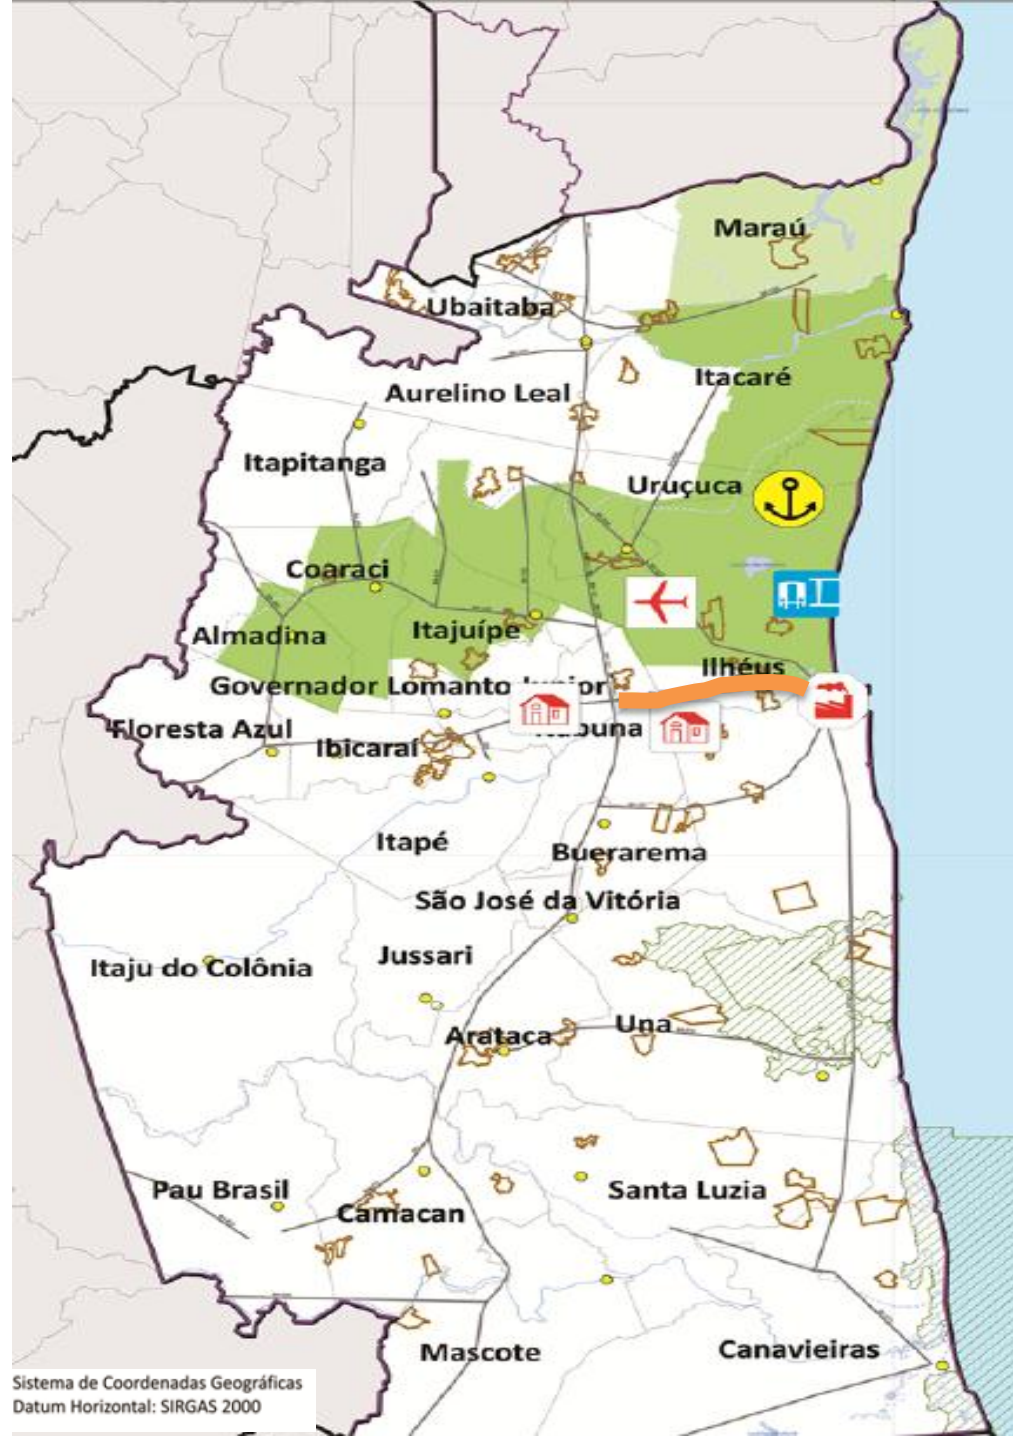 Maraú
Ubaitaba
Itacaré
Aurelino Leal
Itapitanga
Uruçuca
Coaraci
Almadina
Itajuípe
Ilhéus
Governador Lomanto Junior
Floresta Azul
Ibicaraí
Itabuna
Itapé
Buerarema
São José da Vitória
Jussari
Itaju do Colônia
Una
Arataca
Pau Brasil
Santa Luzia
Camacan
Canavieiras
Mascote
Sistema de Coordenadas Geográficas
Datum Horizontal: SIRGAS 2000